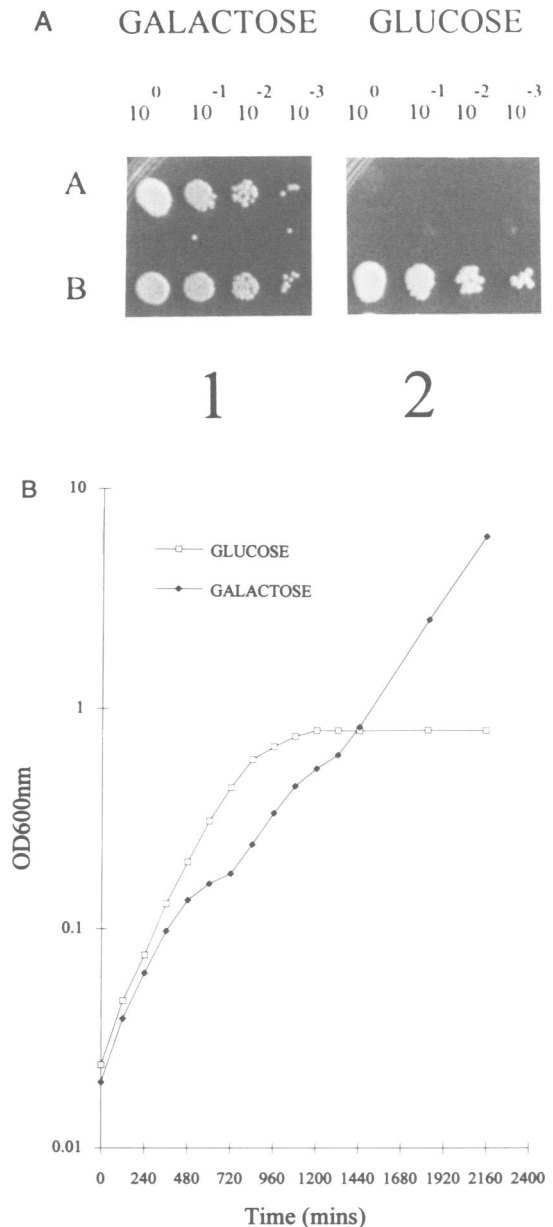 A GALACTOSE GLUCOSE
10^0 10^-1 10^-2 10^-3 10^0 10^-1 10^-2 10^-3
A
B
1 2
B
10
GLUCOSE
GALACTOSE
1
OD600nm
0.1
0.01
0 240 480 720 960 1200 1440 1680 1920 2160 2400
Time (mins)